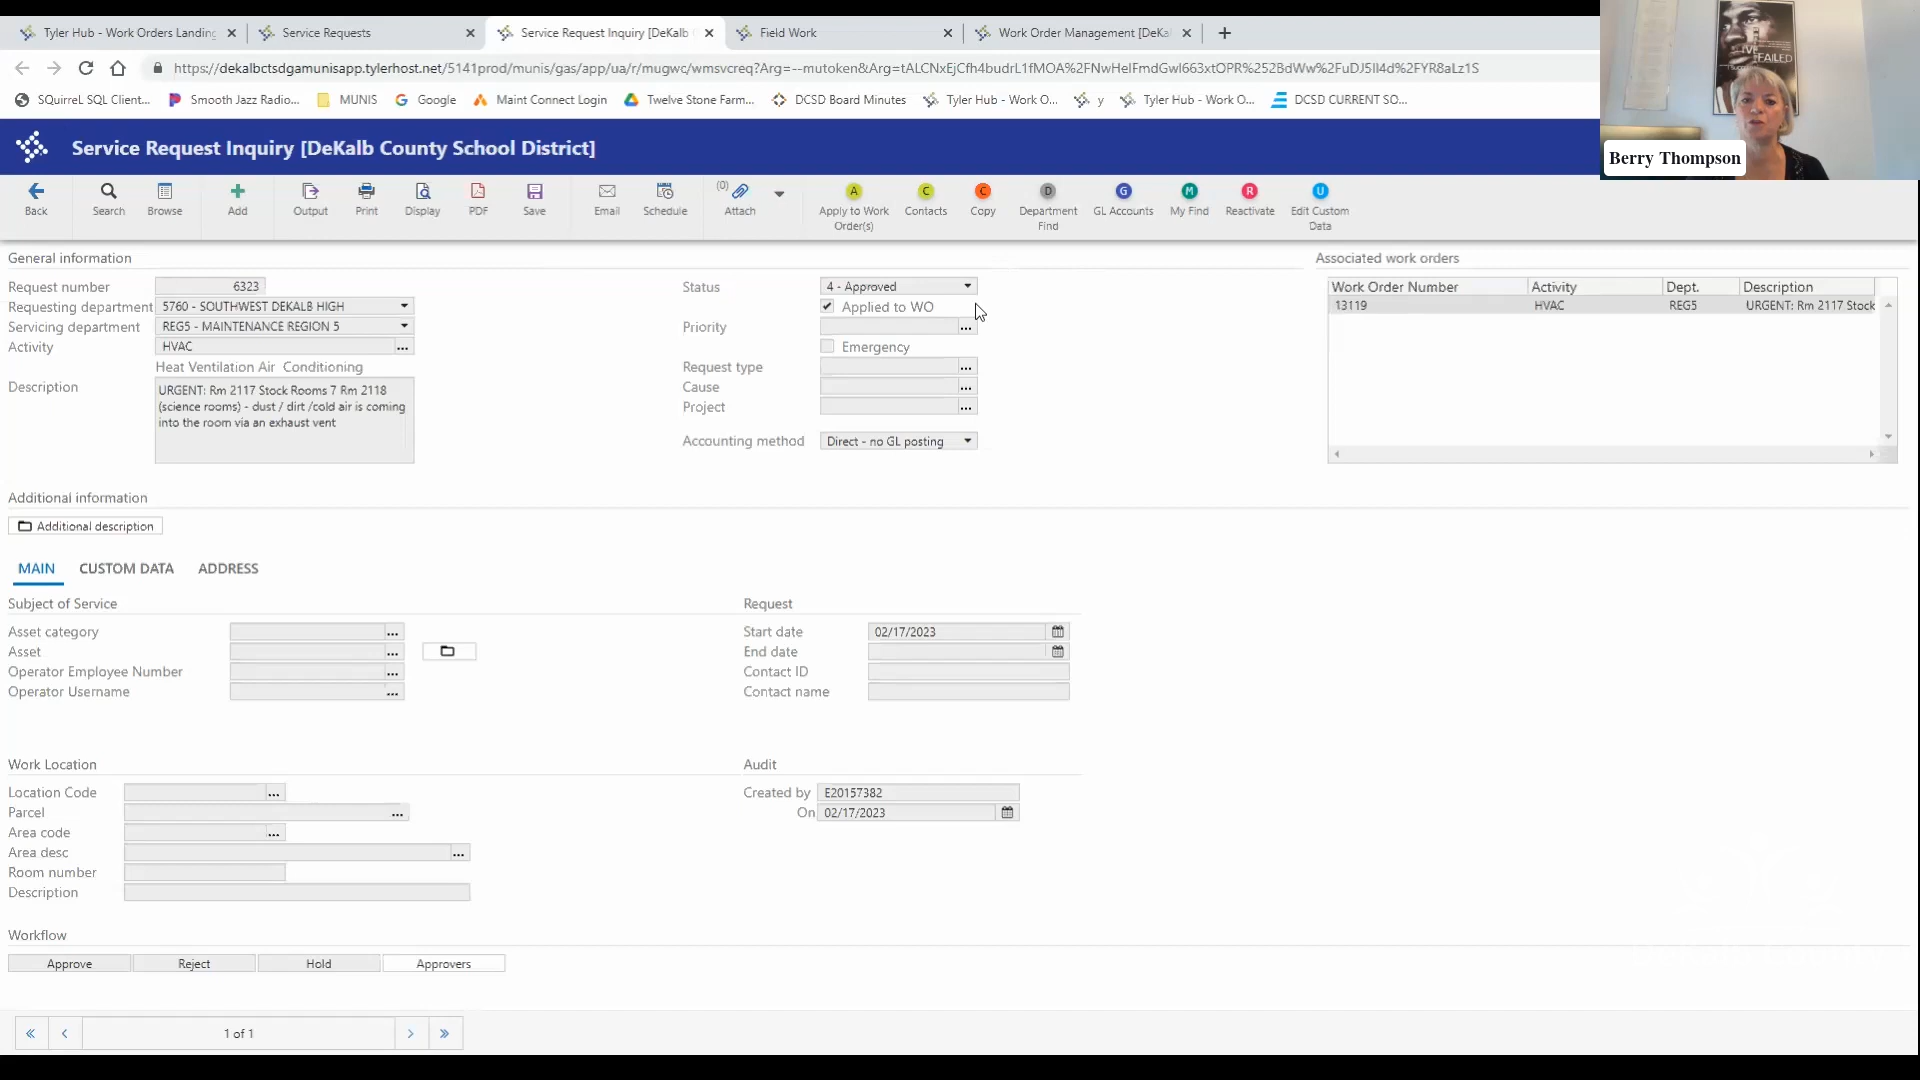 Tyler Hub - Work Orders Landing
Service Requests
Service Request Inquiry [DeKalb
Field Work
Work Order Management [DeKa
https://dekalbctsdgamunisapp.tylerhost.net/5141prod/munis/gas/app/ua/r/mugwc/wmsvcreq?Arg=--mutoken&Arg=tALCNxEjCfh4budrL1fMOA%2FNwHelFmdGwl663xtOPR%252BdWw%2FuDJ5lI4d%2FYR8aLz1S
SQuirreL SQL Client...
Smooth Jazz Radio...
MUNIS
Google
Maint Connect Login
Twelve Stone Farm...
DCSD Board Minutes
Tyler Hub - Work O...
y
Tyler Hub - Work O...
DCSD CURRENT SO...
I'VE
FAILED
Berry Thompson
Service Request Inquiry [DeKalb County School District]
Back
Search
Browse
Add
Output
Print
Display
PDF
Save
Email
Schedule
(0)
Attach
A
Apply to Work
Order(s)
C
Contacts
C
Copy
D
Department
Find
G
GL Accounts
M
My Find
R
Reactivate
U
Edit Custom
Data
General information
Request number 6323
Requesting department 5760 - SOUTHWEST DEKALB HIGH
Servicing department REG5 - MAINTENANCE REGION 5
Activity HVAC ...
Heat Ventilation Air Conditioning
Description
URGENT: Rm 2117 Stock Rooms 7 Rm 2118
(science rooms) - dust / dirt /cold air is coming
into the room via an exhaust vent
Status 4 - Approved
Applied to WO
Priority ...
Emergency
Request type ...
Cause ...
Project ...
Accounting method Direct - no GL posting
Associated work orders
Work Order Number Activity Dept. Description
13119 HVAC REG5 URGENT: Rm 2117 Stock
Additional information
Additional description
MAIN CUSTOM DATA ADDRESS
Subject of Service
Asset category ...
Asset ...
Operator Employee Number ...
Operator Username ...
Request
Start date 02/17/2023
End date
Contact ID
Contact name
Work Location
Location Code ...
Parcel ...
Area code ...
Area desc ...
Room number
Description
Audit
Created by E20157382
On 02/17/2023
Workflow
Approve Reject Hold Approvers
1 of 1